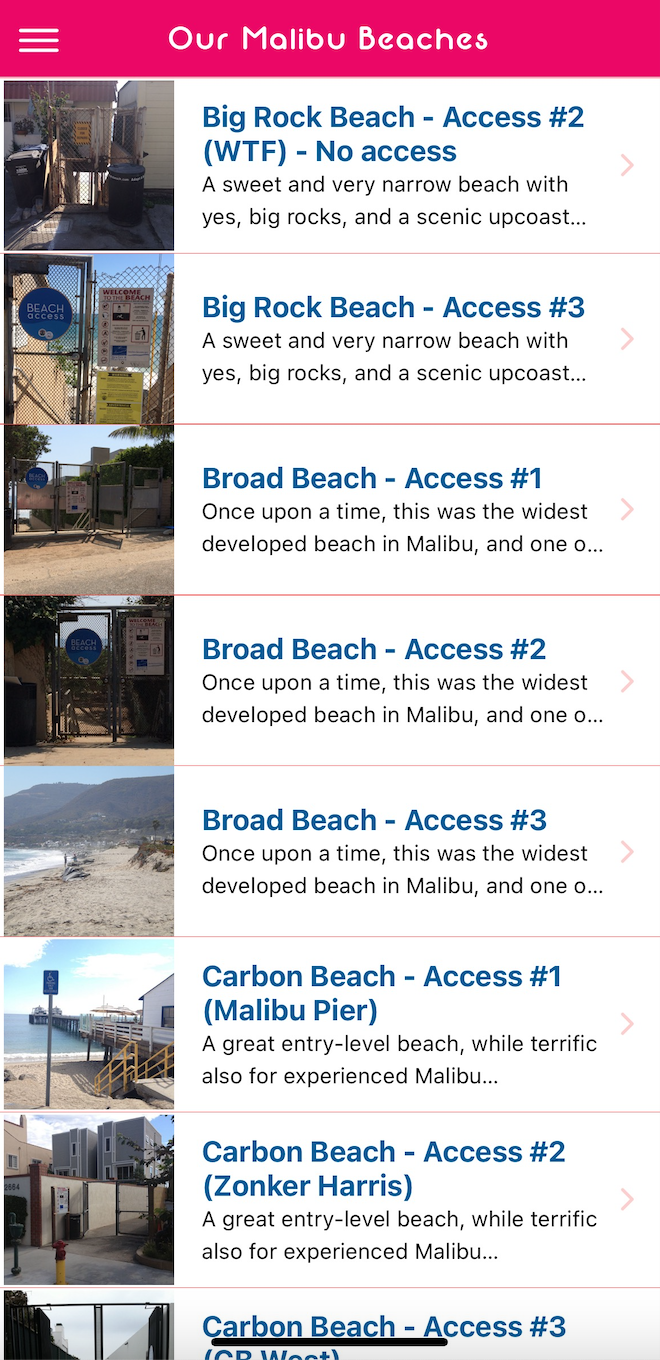 Our Malibu Beaches
Big Rock Beach - Access #2
(WTF) - No access
A sweet and very narrow beach with
yes, big rocks, and a scenic upcoast...
BEACH
access
WELCOME
TO THE BEACH
Big Rock Beach - Access #3
A sweet and very narrow beach with
yes, big rocks, and a scenic upcoast...
Broad Beach - Access #1
Once upon a time, this was the widest
developed beach in Malibu, and one o...
BEACH
access
WELCOME
TO THE BEACH
Broad Beach - Access #2
Once upon a time, this was the widest
developed beach in Malibu, and one o...
Broad Beach - Access #3
Once upon a time, this was the widest
developed beach in Malibu, and one o...
Carbon Beach - Access #1
(Malibu Pier)
A great entry-level beach, while terrific
also for experienced Malibu...
Carbon Beach - Access #2
(Zonker Harris)
A great entry-level beach, while terrific
also for experienced Malibu...
Carbon Beach - Access #3
(CB West)